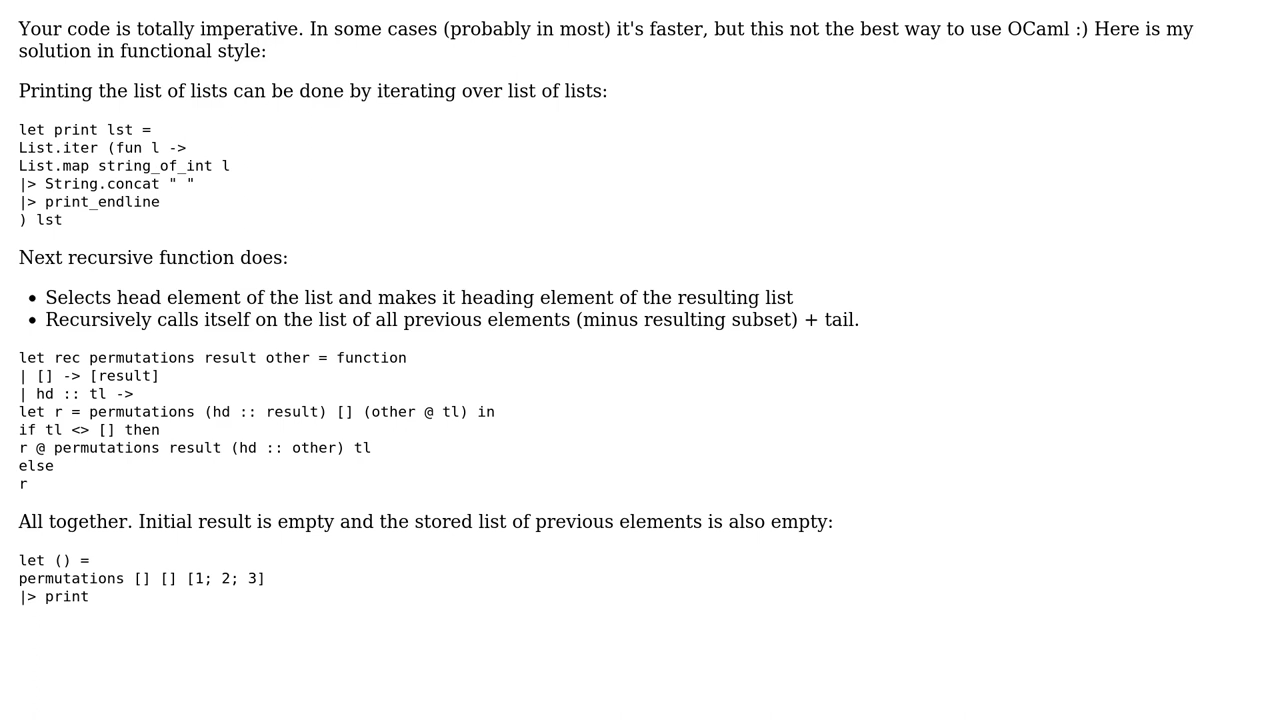 Your code is totally imperative. In some cases (probably in most) it's faster, but this not the best way to use OCaml :) Here is my
solution in functional style:
Printing the list of lists can be done by iterating over list of lists:
let print lst =
List.iter (fun l ->
List.map string_of_int l
|> String.concat " "
|> print_endline
) lst
Next recursive function does:
• Selects head element of the list and makes it heading element of the resulting list
• Recursively calls itself on the list of all previous elements (minus resulting subset) + tail.
let rec permutations result other = function
| [] -> [result]
| hd :: tl ->
let r = permutations (hd :: result) [] (other @ tl) in
if tl <> [] then
r @ permutations result (hd :: other) tl
else
r
All together. Initial result is empty and the stored list of previous elements is also empty:
let () =
permutations [] [] [1; 2; 3]
|> print